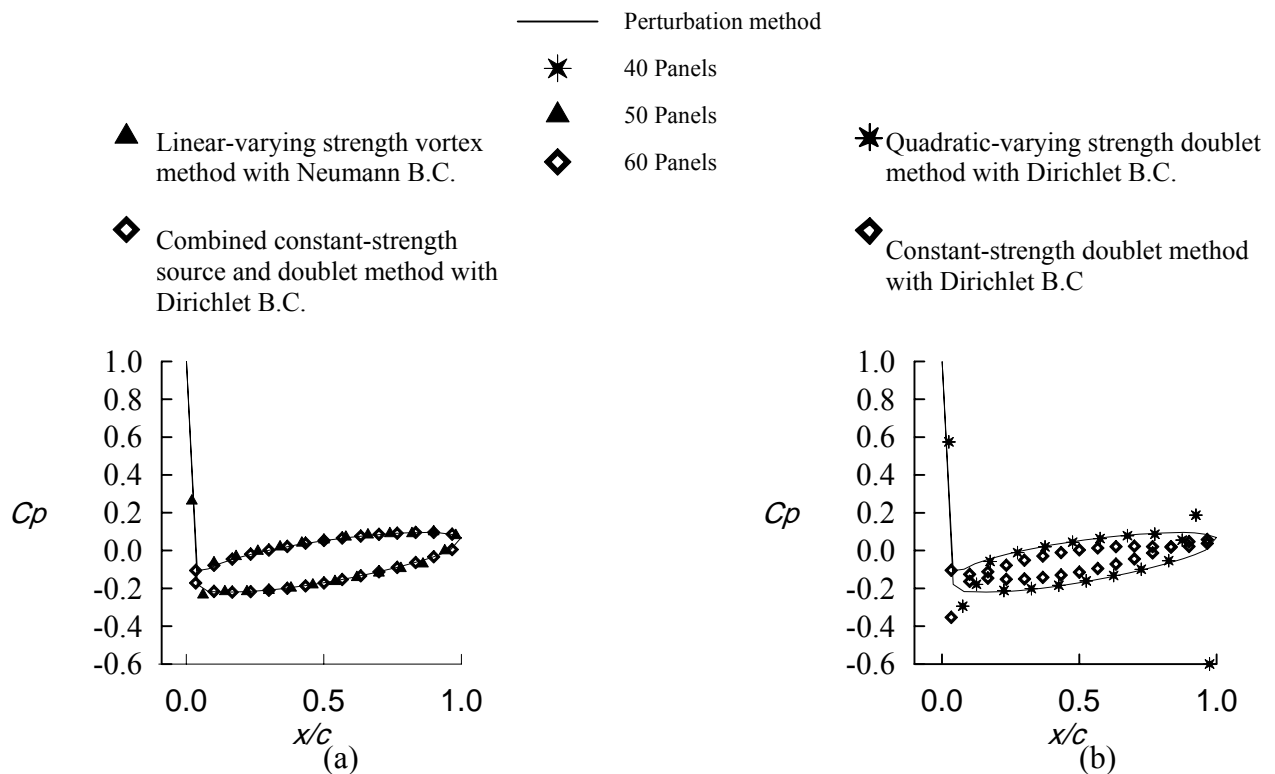 Perturbation method
40 Panels
50 Panels
60 Panels
Linear-varying strength vortex
method with Neumann B.C.
Combined constant-strength
source and doublet method with
Dirichlet B.C.
Quadratic-varying strength doublet
method with Dirichlet B.C.
Constant-strength doublet method
with Dirichlet B.C
1.0
0.8
0.6
0.4
0.2
0.0
-0.2
-0.4
-0.6
Cp
0.0 0.5 1.0
x/c
(a)
1.0
0.8
0.6
0.4
0.2
0.0
-0.2
-0.4
-0.6
Cp
0.0 0.5 1.0
x/c
(b)